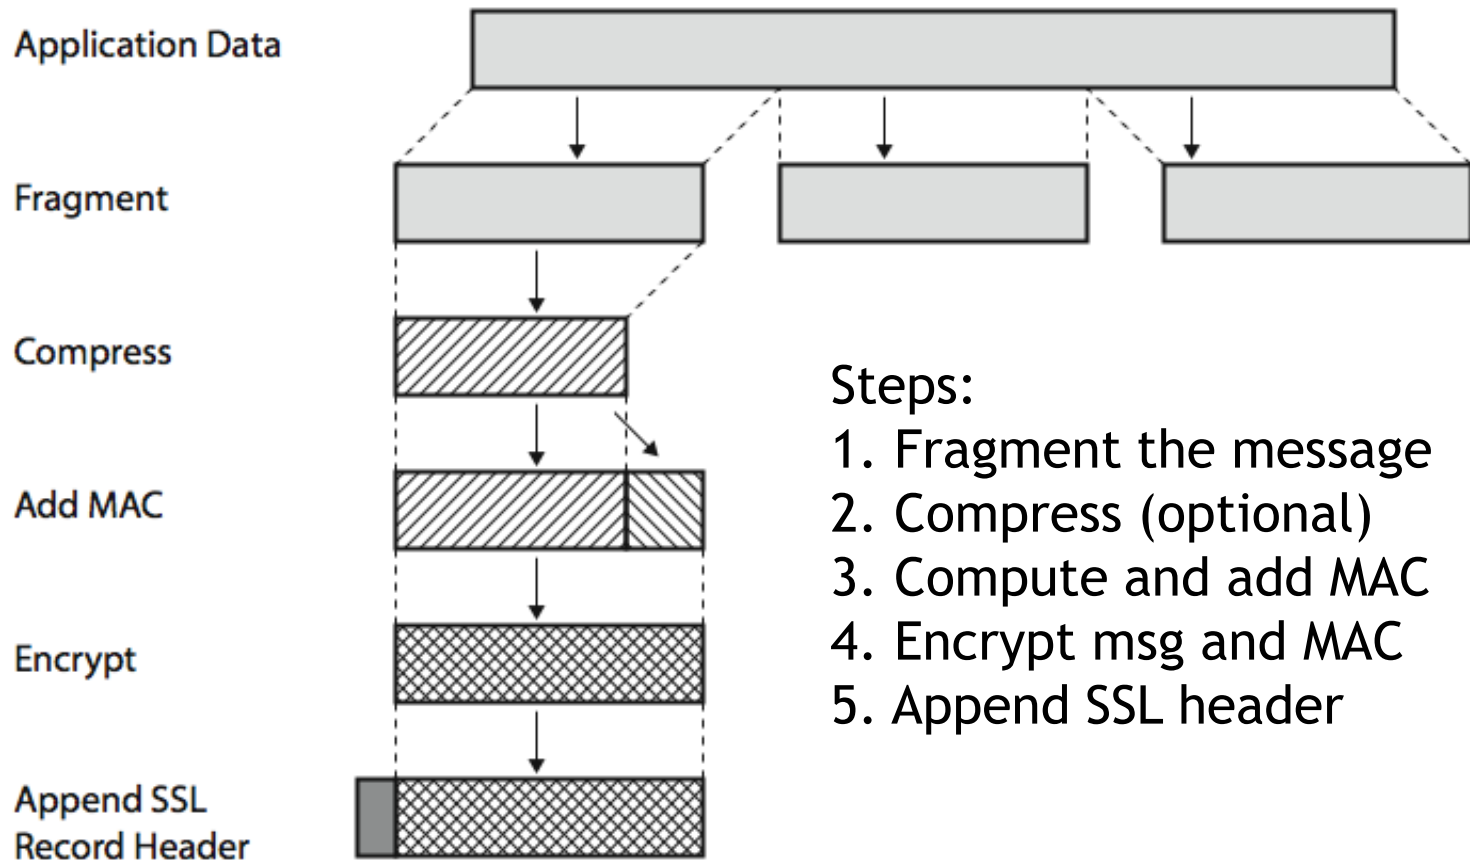 Application Data
Fragment
Compress
Add MAC
Encrypt
Append SSL
Record Header
Steps:
1. Fragment the message
2. Compress (optional)
3. Compute and add MAC
4. Encrypt msg and MAC
5. Append SSL header